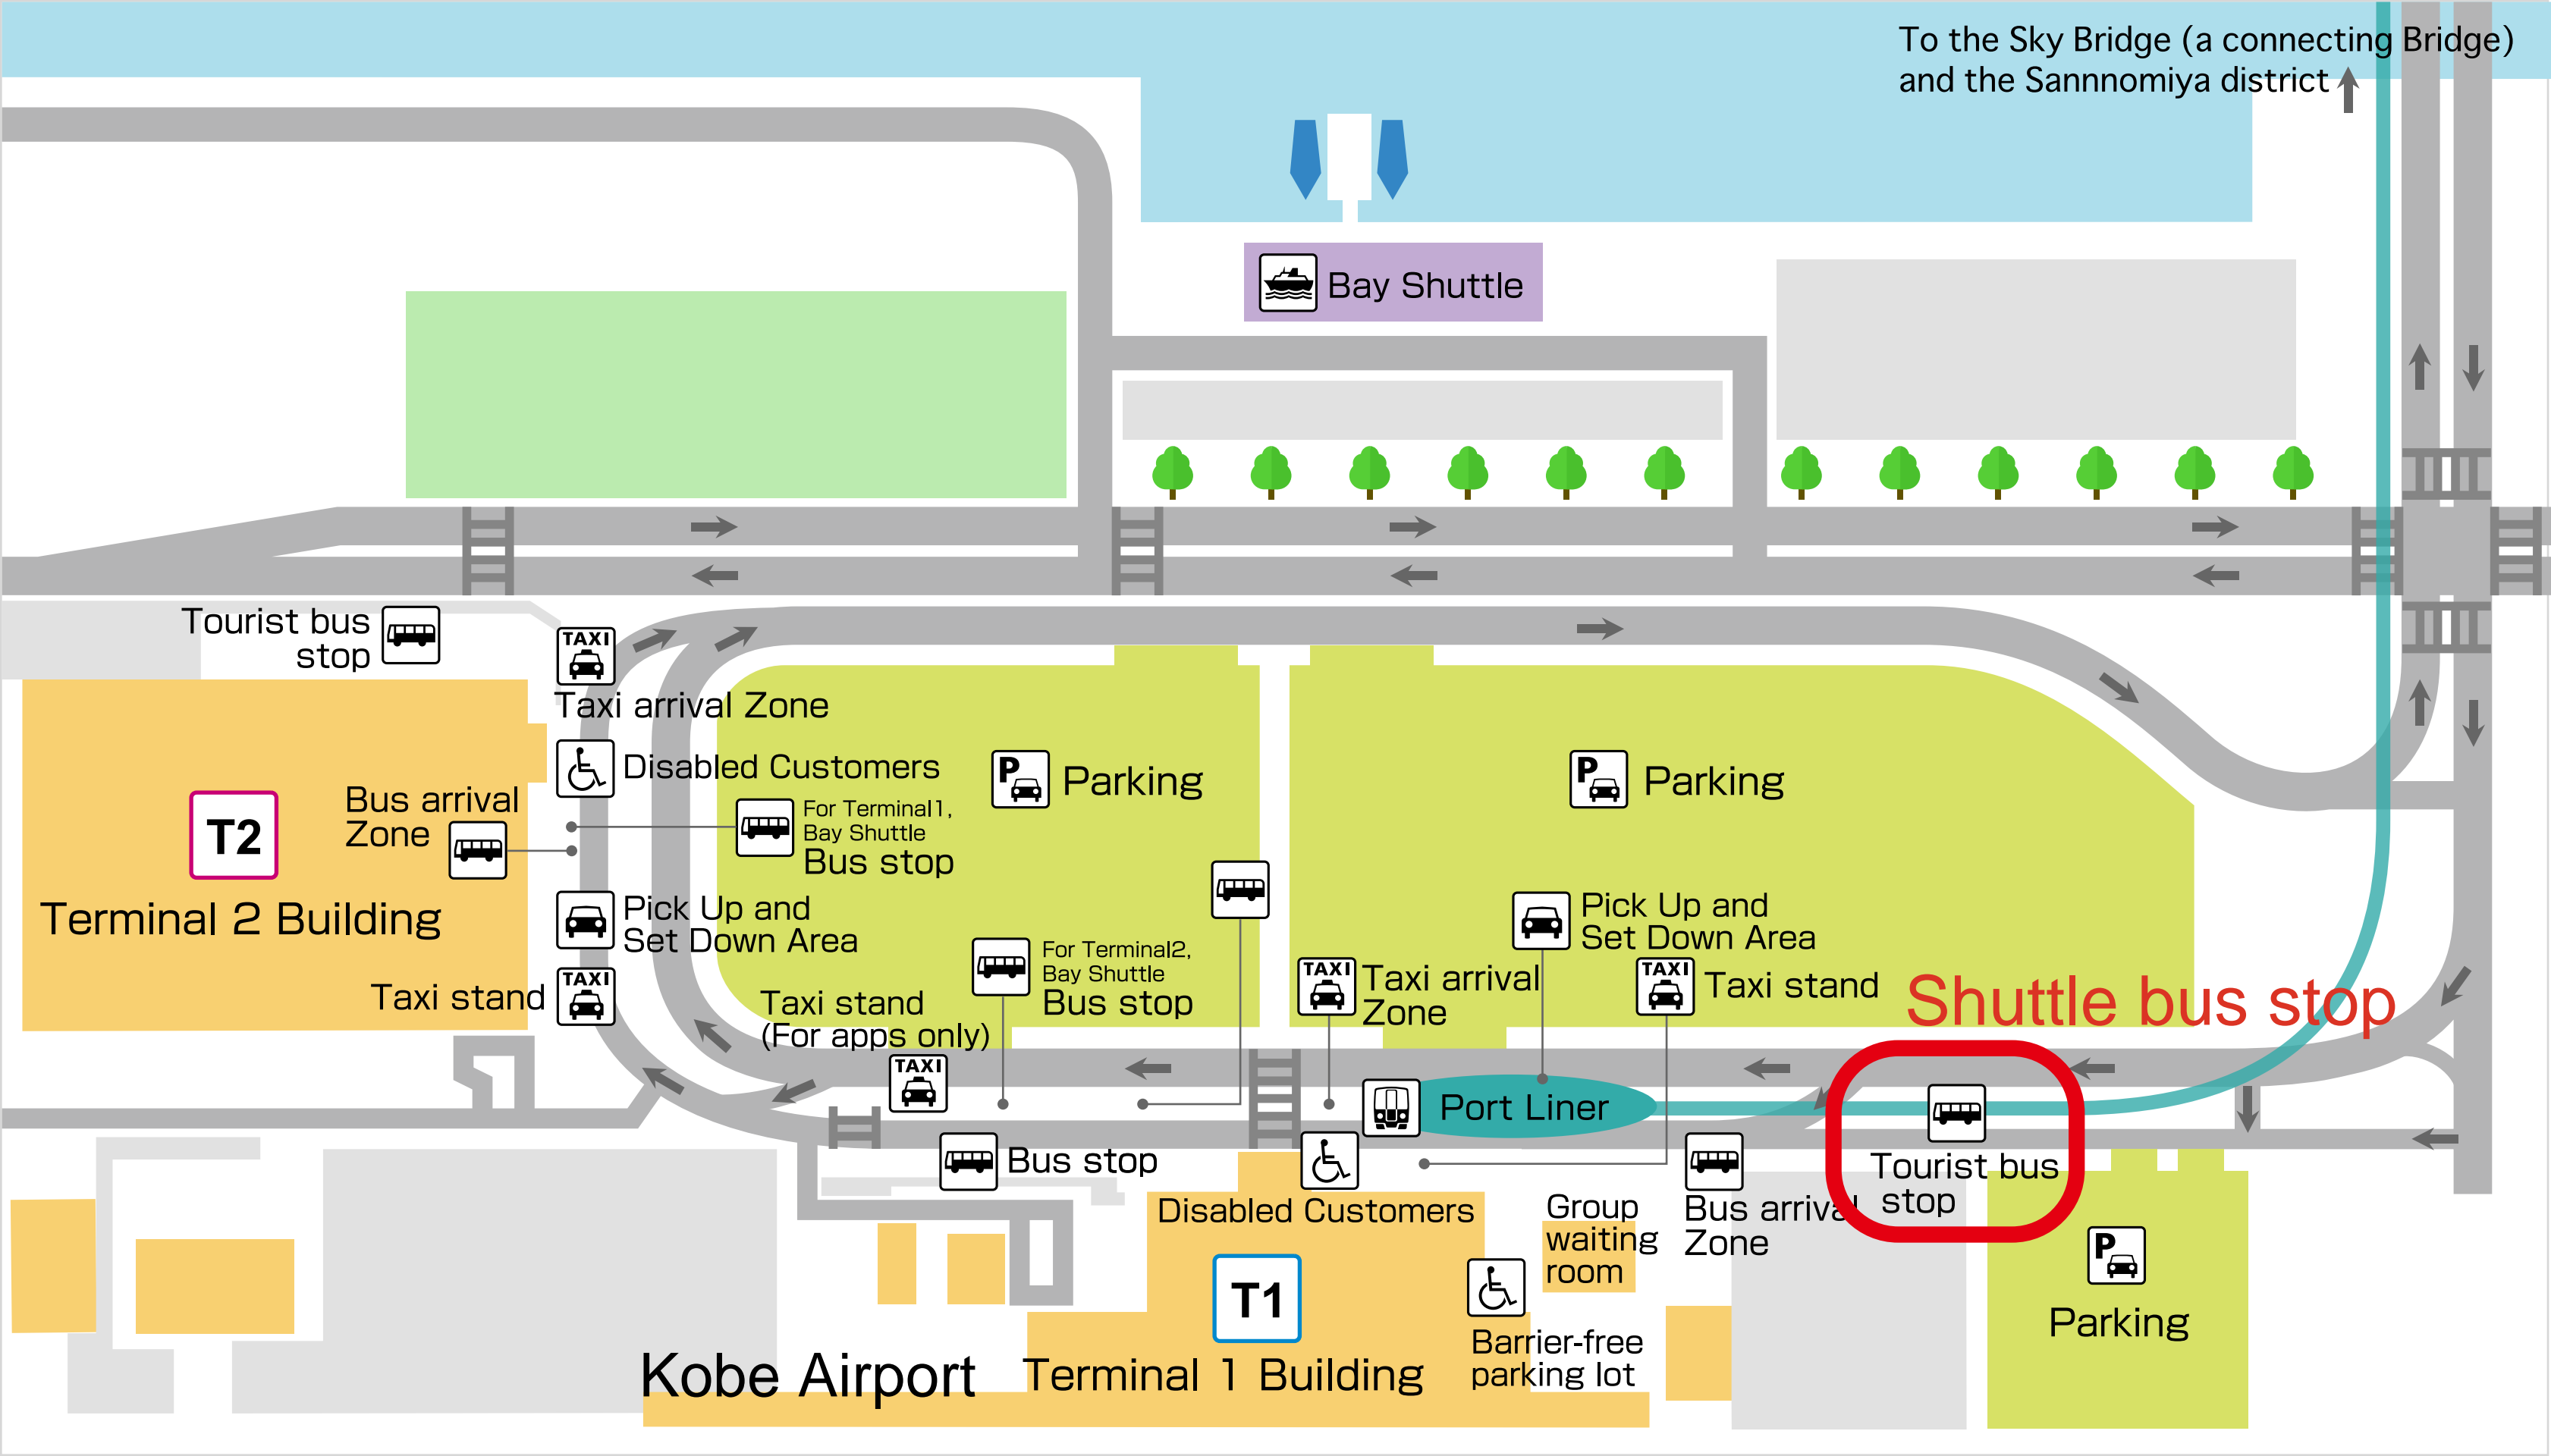 To the Sky Bridge (a connecting Bridge)
and the Sannnomiya district
Bay Shuttle
Tourist bus
stop
TAXI
Taxi arrival Zone
Disabled Customers
Bus arrival
Zone
For Terminal1,
Bay Shuttle
Bus stop
P
Parking
P
Parking
T2
Terminal 2 Building
Pick Up and
Set Down Area
Taxi stand
TAXI
For Terminal2,
Bay Shuttle
Bus stop
Taxi stand
(For apps only)
TAXI
Pick Up and
Set Down Area
TAXI
Taxi arrival
Zone
TAXI
Taxi stand
Shuttle bus stop
Port Liner
Bus stop
Disabled Customers
Group
waiting
room
Bus arrival
Zone
Tourist bus
stop
P
Parking
T1
Terminal 1 Building
Barrier-free
parking lot
Kobe Airport